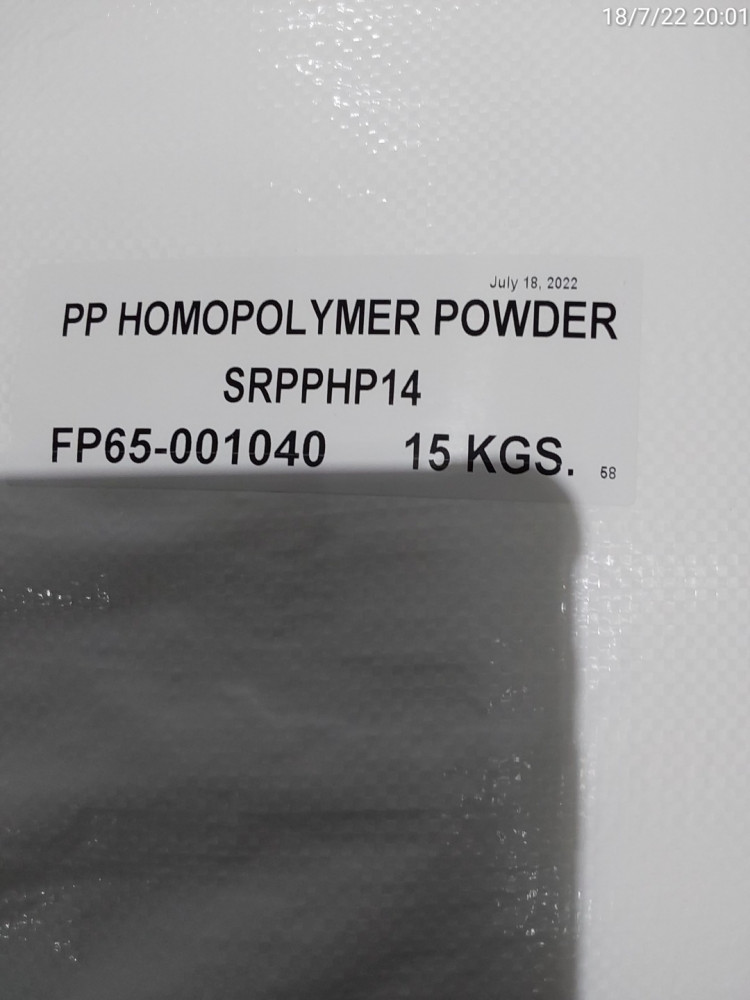 18/7/22 20:01
July 18, 2022
PP HOMOPOLYMER POWDER
SRPPHP14
FP65-001040 15 KGS. 58